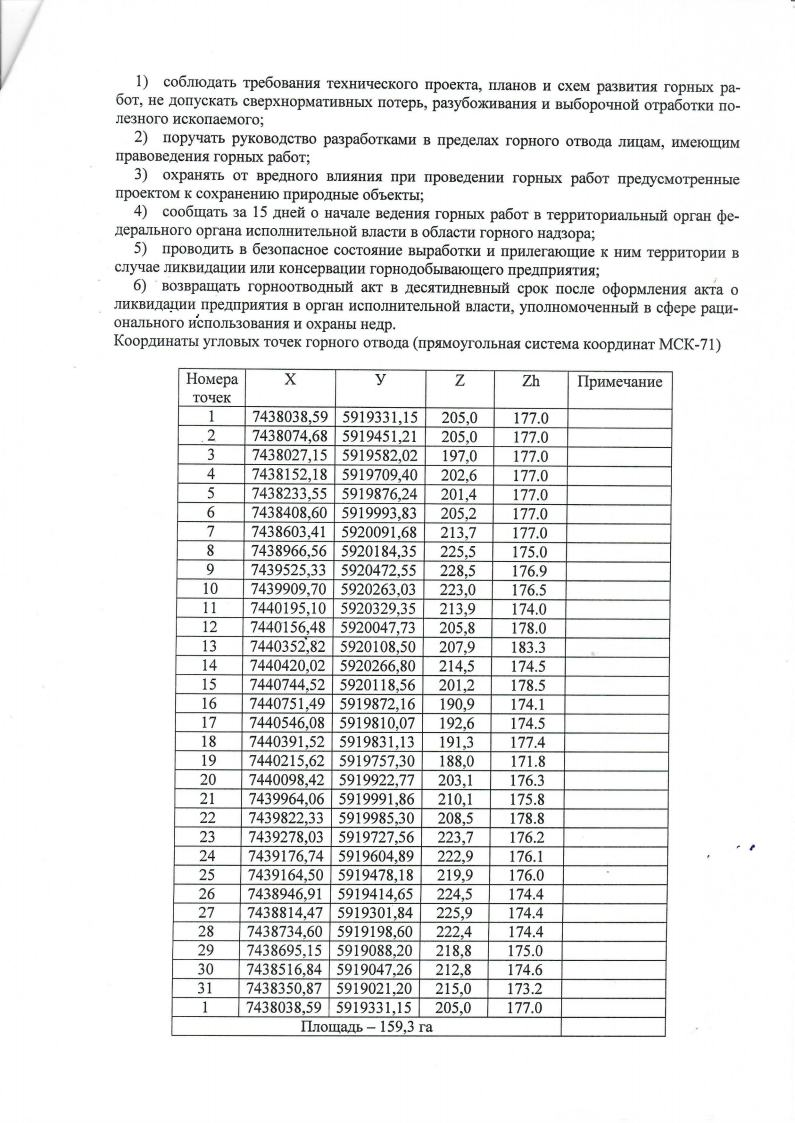 1) соблюдать требования технического проекта, планов и схем развития горных ра-
бот, не допускать сверхнормативных потерь, разубоживания и выборочной отработки по-
лезного ископаемого;
2) поручать руководство разработками в пределах горного отвода лицам, имеющим
правоведения горных работ;
3) охранять от вредного влияния при проведении горных работ предусмотренные
проектом к сохранению природные объекты;
4) сообщать за 15 дней о начале ведения горных работ в территориальный орган фе-
дерального органа исполнительной власти в области горного надзора;
5) проводить в безопасное состояние выработки и прилегающие к ним территории в
случае ликвидации или консервации горнодобывающего предприятия;
6) возвращать горноотводный акт в десятидневный срок после оформления акта о
ликвидации предприятия в орган исполнительной власти, уполномоченный в сфере раци-
онального использования и охраны недр.
Координаты угловых точек горного отвода (прямоугольная система координат МСК-71)
Номера точек X У Z Zh Примечание
1 7438038,59 5919331,15 205,0 177.0
2 7438074,68 5919451,21 205,0 177.0
3 7438027,15 5919582,02 197,0 177.0
4 7438152,18 5919709,40 202,6 177.0
5 7438233,55 5919876,24 201,4 177.0
6 7438408,60 5919993,83 205,2 177.0
7 7438603,41 5920091,68 213,7 177.0
8 7438966,56 5920184,35 225,5 175.0
9 7439525,33 5920472,55 228,5 176.9
10 7439909,70 5920263,03 223,0 176.5
11 7440195,10 5920329,35 213,9 174.0
12 7440156,48 5920047,73 205,8 178.0
13 7440352,82 5920108,50 207,9 183.3
14 7440420,02 5920266,80 214,5 174.5
15 7440744,52 5920118,56 201,2 178.5
16 7440751,49 5919872,16 190,9 174.1
17 7440546,08 5919810,07 192,6 174.5
18 7440391,52 5919831,13 191,3 177.4
19 7440215,62 5919757,30 188,0 171.8
20 7440098,42 5919922,77 203,1 176.3
21 7439964,06 5919991,86 210,1 175.8
22 7439822,33 5919985,30 208,5 178.8
23 7439278,03 5919727,56 223,7 176.2
24 7439176,74 5919604,89 222,9 176.1
25 7439164,50 5919478,18 219,9 176.0
26 7438946,91 5919414,65 224,5 174.4
27 7438814,47 5919301,84 225,9 174.4
28 7438734,60 5919198,60 222,4 174.4
29 7438695,15 5919088,20 218,8 175.0
30 7438516,84 5919047,26 212,8 174.6
31 7438350,87 5919021,20 215,0 173.2
1 7438038,59 5919331,15 205,0 177.0
Площадь – 159,3 га